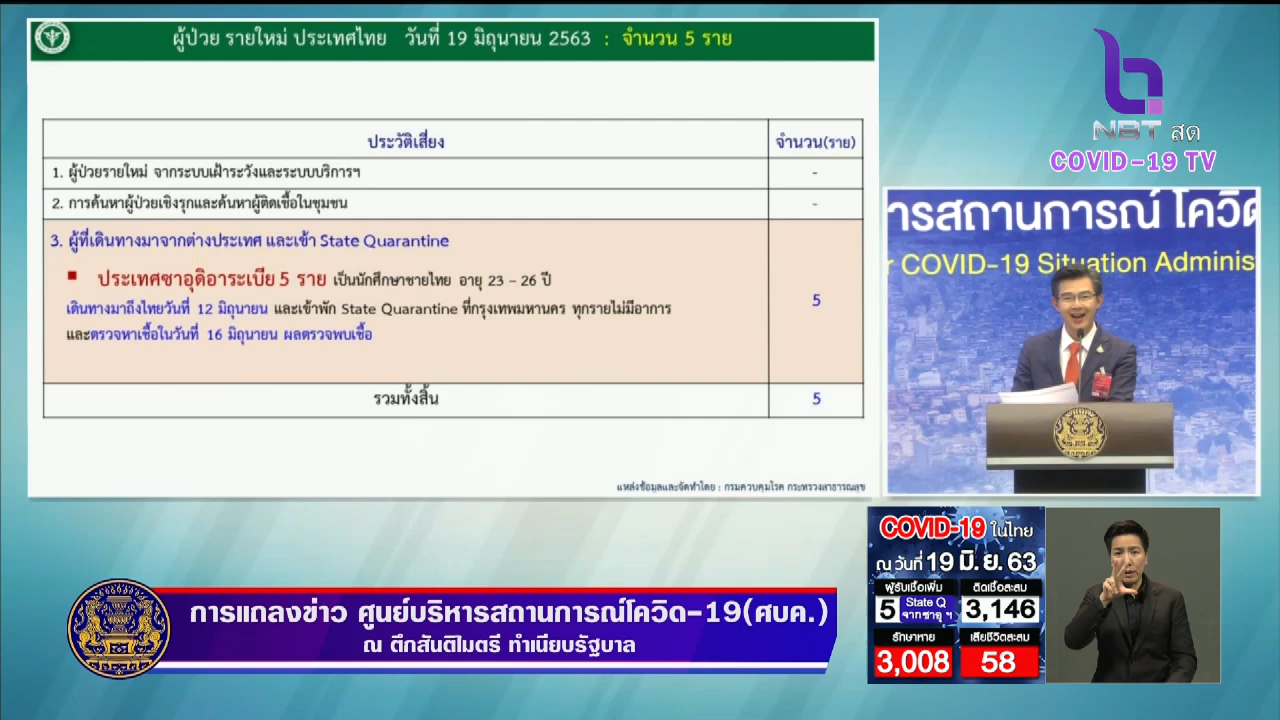 ผู้ป่วย รายใหม่ ประเทศไทย วันที่ 19 มิถุนายน 2563 : จำนวน 5 ราย
ประวัติเสี่ยง
จำนวน(ราย)
1. ผู้ป่วยรายใหม่ จากระบบเฝ้าระวังและระบบบริการฯ
-
2. การค้นหาผู้ป่วยเชิงรุกและค้นหาผู้ติดเชื้อในชุมชน
-
3. ผู้ที่เดินทางมาจากต่างประเทศ และเข้า State Quarantine
ประเทศซาอุดิอาระเบีย 5 ราย เป็นนักศึกษาชายไทย อายุ 23 – 26 ปี
เดินทางมาถึงไทยวันที่ 12 มิถุนายน และเข้าพัก State Quarantine ที่กรุงเทพมหานคร ทุกรายไม่มีอาการ
และตรวจหาเชื้อในวันที่ 16 มิถุนายน ผลตรวจพบเชื้อ
5
รวมทั้งสิ้น
5
แหล่งข้อมูลและจัดทำโดย : กรมควบคุมโรค กระทรวงสาธารณสุข
NBT สด
COVID-19 TV
ารสถานการณ์ โควิด
r COVID-19 Situation Adminis
COVID-19 ในไทย
ณ วันที่ 19 มิ.ย. 63
ผู้รับเชื้อเพิ่ม
ติดเชื้อสะสม
5 State Q จากซาอุ ฯ
3,146
รักษาหาย
เสียชีวิตสะสม
3,008
58
การแถลงข่าว ศูนย์บริหารสถานการณ์โควิด-19(ศบค.)
ณ ตึกสันติไมตรี ทำเนียบรัฐบาล